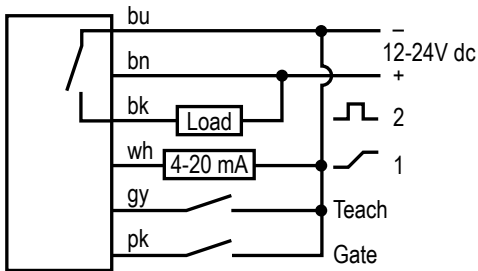 bu
–
12-24V dc
bn
+
bk
Load
2
wh
4-20 mA
1
gy
Teach
pk
Gate